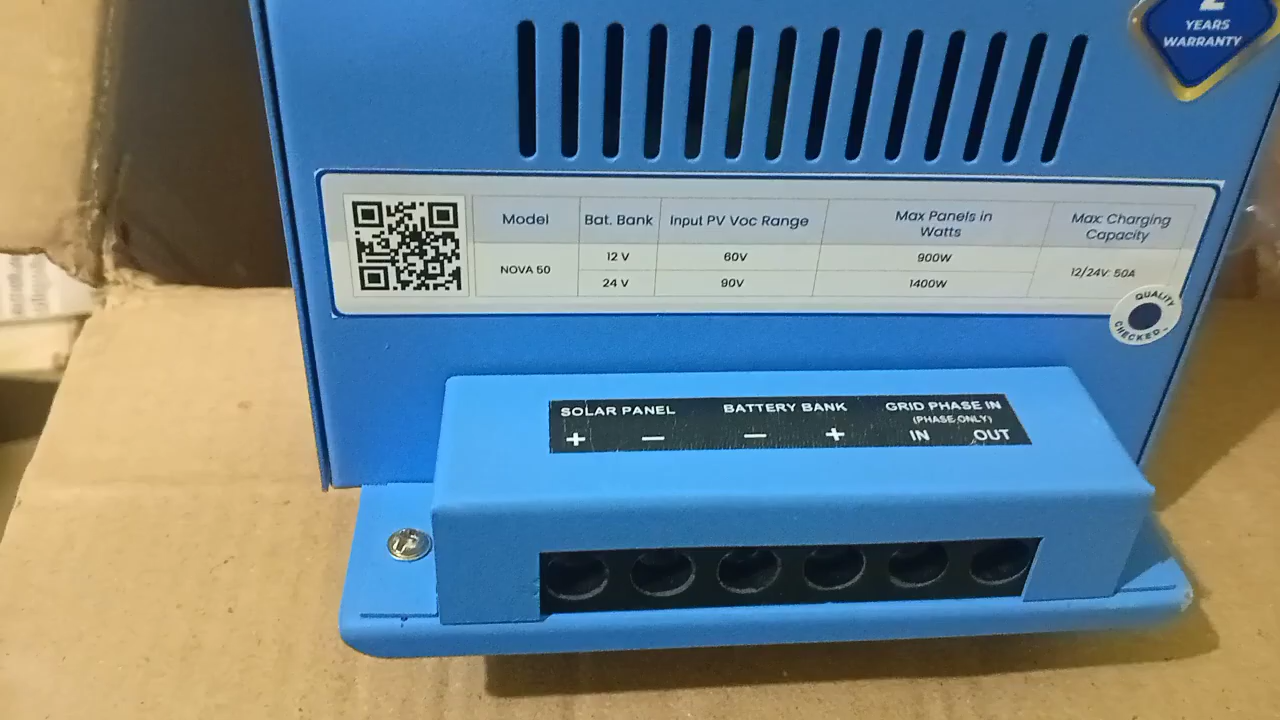 2
YEARS
WARRANTY
Model Bat. Bank Input PV Voc Range Max Panels in Watts Max. Charging Capacity
NOVA 50 12 V 60V 900W 12/24V: 50A
24 V 90V 1400W
QUALITY
CHECKED
SOLAR PANEL BATTERY BANK GRID PHASE IN
(PHASE ONLY)
+ − − + IN OUT